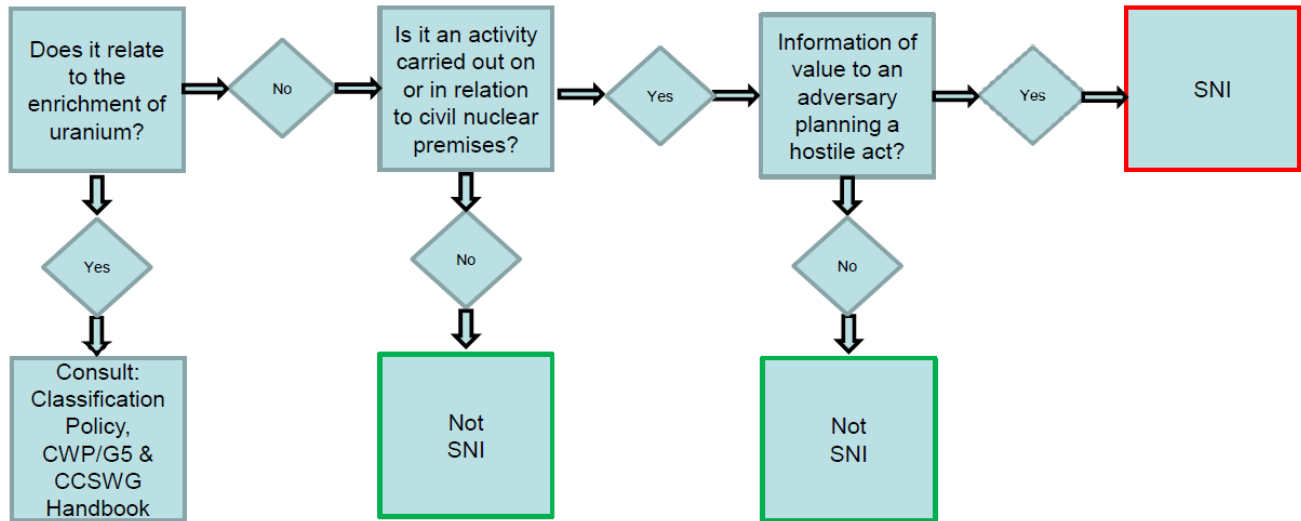 Does it relate
to the
enrichment of
uranium?
No
Is it an activity
carried out on
or in relation
to civil nuclear
premises?
Yes
Information of
value to an
adversary
planning a
hostile act?
Yes
SNI
Yes
No
No
Consult:
Classification
Policy,
CWP/G5 &
CCSWG
Handbook
Not
SNI
Not
SNI